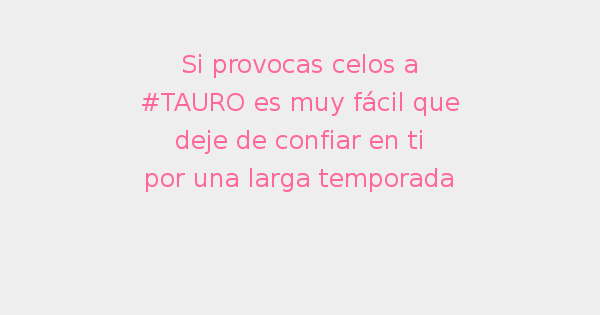 Si provocas celos a
#TAURO es muy fácil que
deje de confiar en ti
por una larga temporada